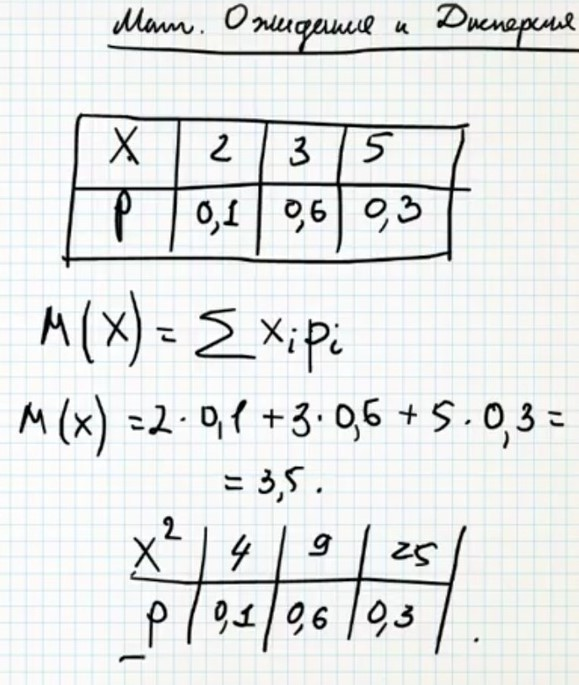 Мат. Ожидание и Дисперсия
X 2 3 5
P 0,1 0,6 0,3
M(X) = ∑ xᵢpᵢ
M(x) = 2 · 0,1 + 3 · 0,6 + 5 · 0,3 =
= 3,5.
X² 4 9 25
P 0,1 0,6 0,3 .